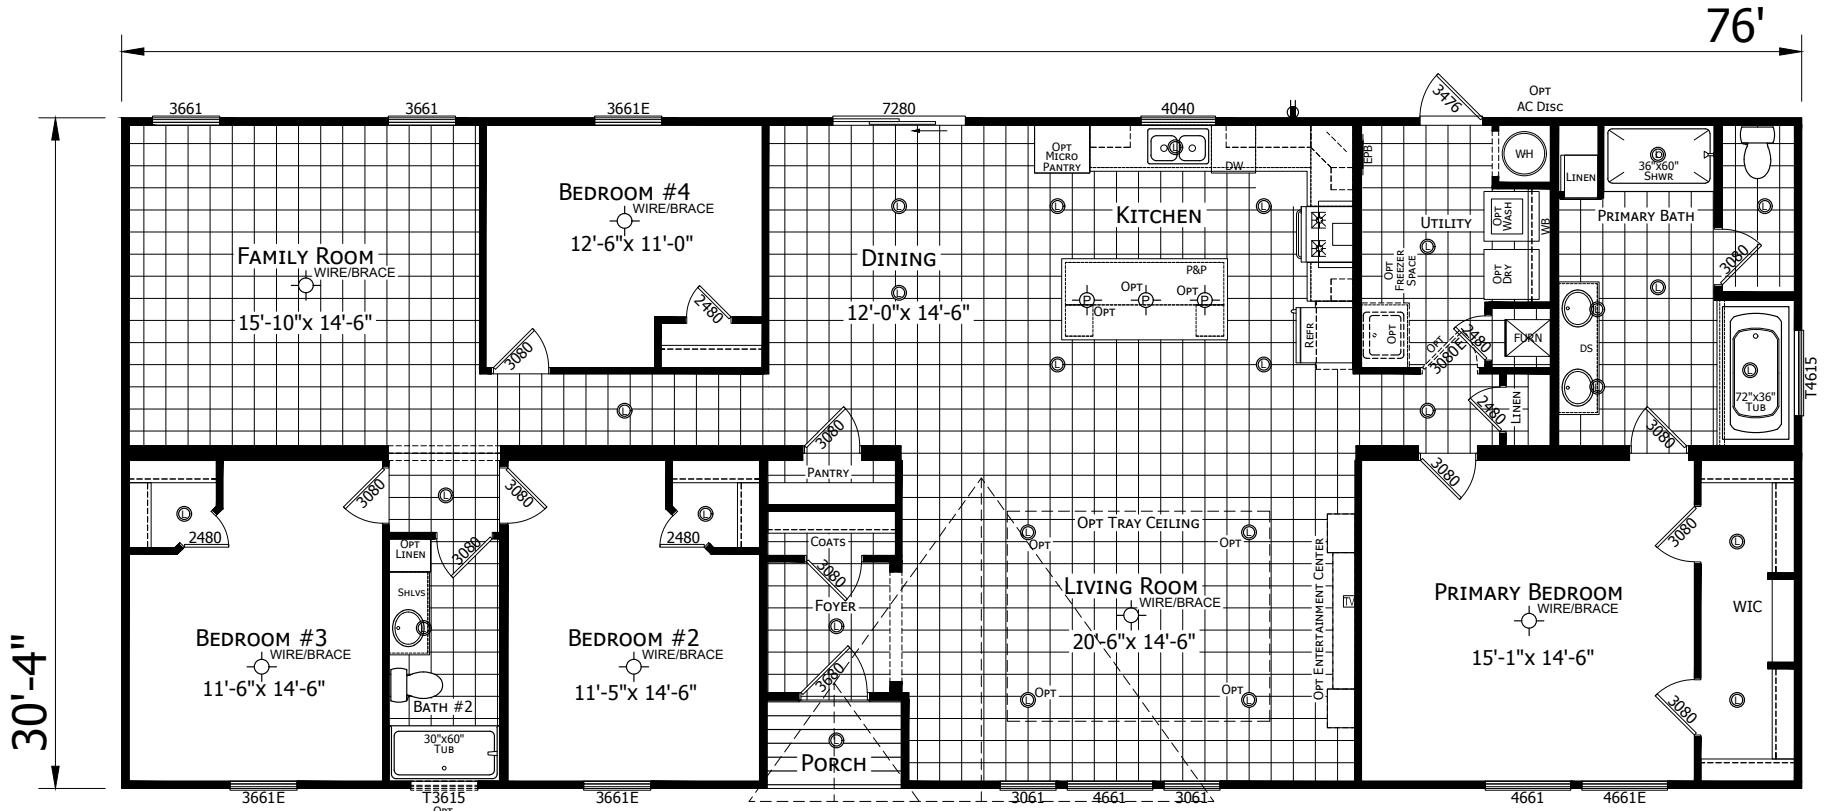 76'
30'-4"
3661
3661
3661E
7280
4040
3476
OPT
AC DISC
FAMILY ROOM
WIRE/BRACE
15'-10"x 14'-6"
BEDROOM #4
WIRE/BRACE
12'-6"x 11'-0"
2480
3080
DINING
12'-0"x 14'-6"
OPT
MICRO
PANTRY
DW
KITCHEN
P&P
OPT
OPT
OPT
P
P
P
REFR
EPB
UTILITY
OPT
FREEZER
SPACE
OPT
WH
OPT
WASH
WB
OPT
DRY
FURN
2480
OPT
3080E
2480
LINEN
LINEN
36"x60"
SHWR
PRIMARY BATH
3080
DS
72"x36"
TUB
T4615
3080
3080
3080
PANTRY
COATS
3080
FOYER
3680
PORCH
2480
3080
3080
2480
OPT
LINEN
3080
SHLVS
BATH #2
30"x60"
TUB
BEDROOM #3
WIRE/BRACE
11'-6"x 14'-6"
BEDROOM #2
WIRE/BRACE
11'-5"x 14'-6"
OPT TRAY CEILING
OPT
OPT
LIVING ROOM
WIRE/BRACE
20'-6"x 14'-6"
OPT
OPT
OPT ENTERTAINMENT CENTER
TV
PRIMARY BEDROOM
WIRE/BRACE
15'-1"x 14'-6"
3080
WIC
3080
3661E
T3615
OPT
3661E
3061
4661
3061
4661
4661E